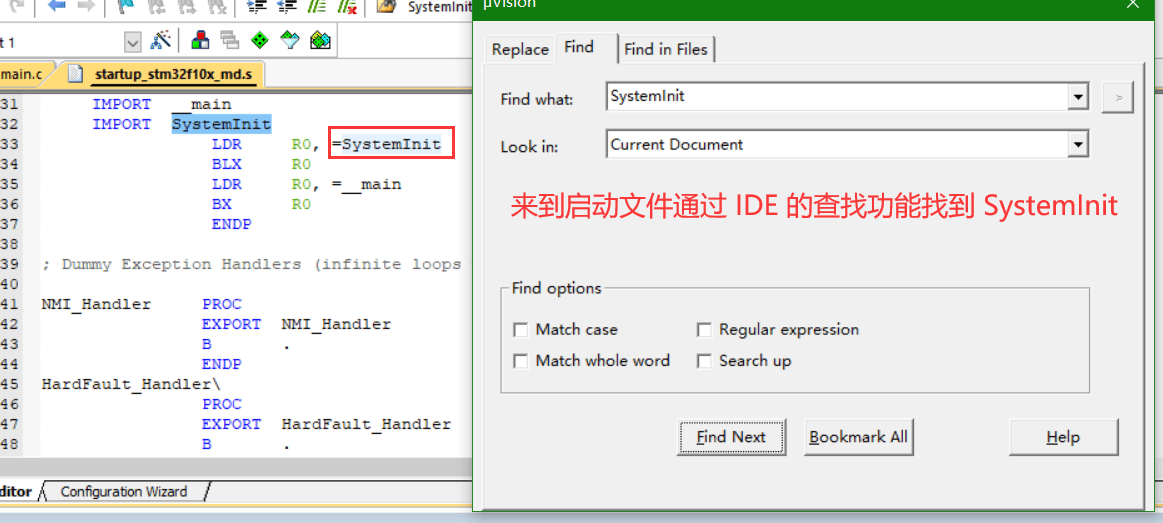 SystemInit
µVision
t 1
main.c
startup_stm32f10x_md.s
Replace
Find
Find in Files
31 IMPORT __main
32 IMPORT SystemInit
33 LDR R0, =SystemInit
34 BLX R0
35 LDR R0, =__main
36 BX R0
37 ENDP
38
39 ; Dummy Exception Handlers (infinite loops
40
41 NMI_Handler PROC
42 EXPORT NMI_Handler
43 B .
44 ENDP
45 HardFault_Handler\
46 PROC
47 EXPORT HardFault_Handler
48 B .
ditor
Configuration Wizard
Find what:
SystemInit
>
Look in:
Current Document
来到启动文件通过 IDE 的查找功能找到 SystemInit
Find options
Match case
Regular expression
Match whole word
Search up
Find Next
Bookmark All
Help